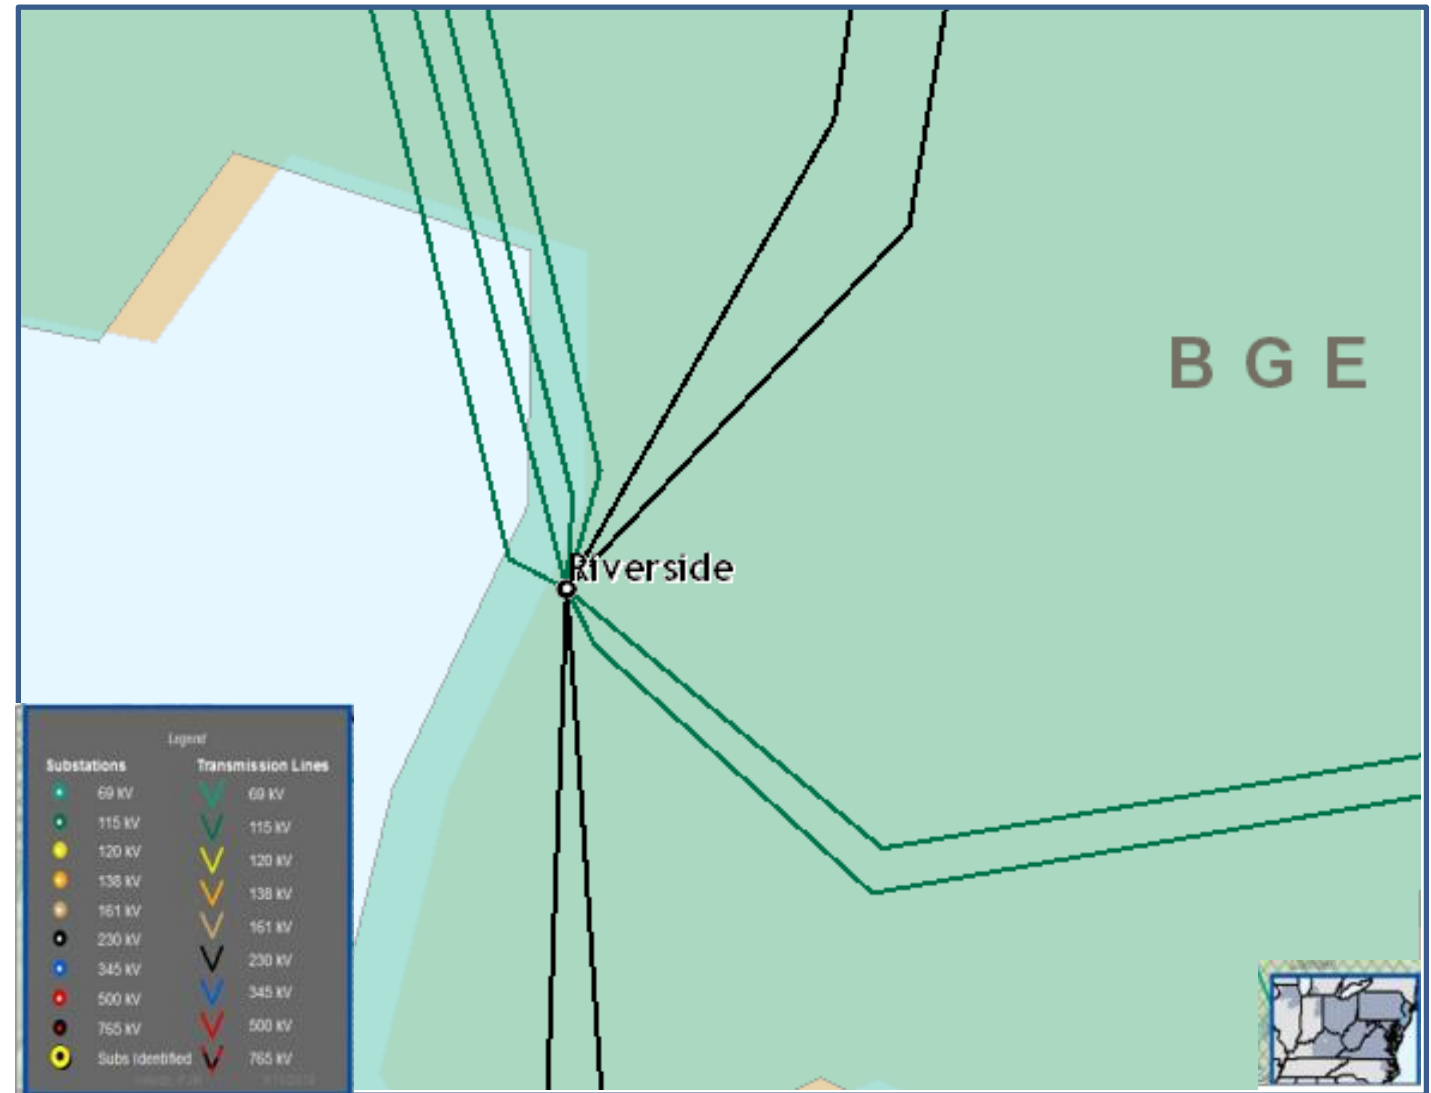 B G E
Riverside
Legend
Substations
69 kV
115 kV
120 kV
138 kV
161 kV
230 kV
345 kV
500 kV
765 kV
Subs Identified
Transmission Lines
69 kV
115 kV
120 kV
138 kV
161 kV
230 kV
345 kV
500 kV
765 kV